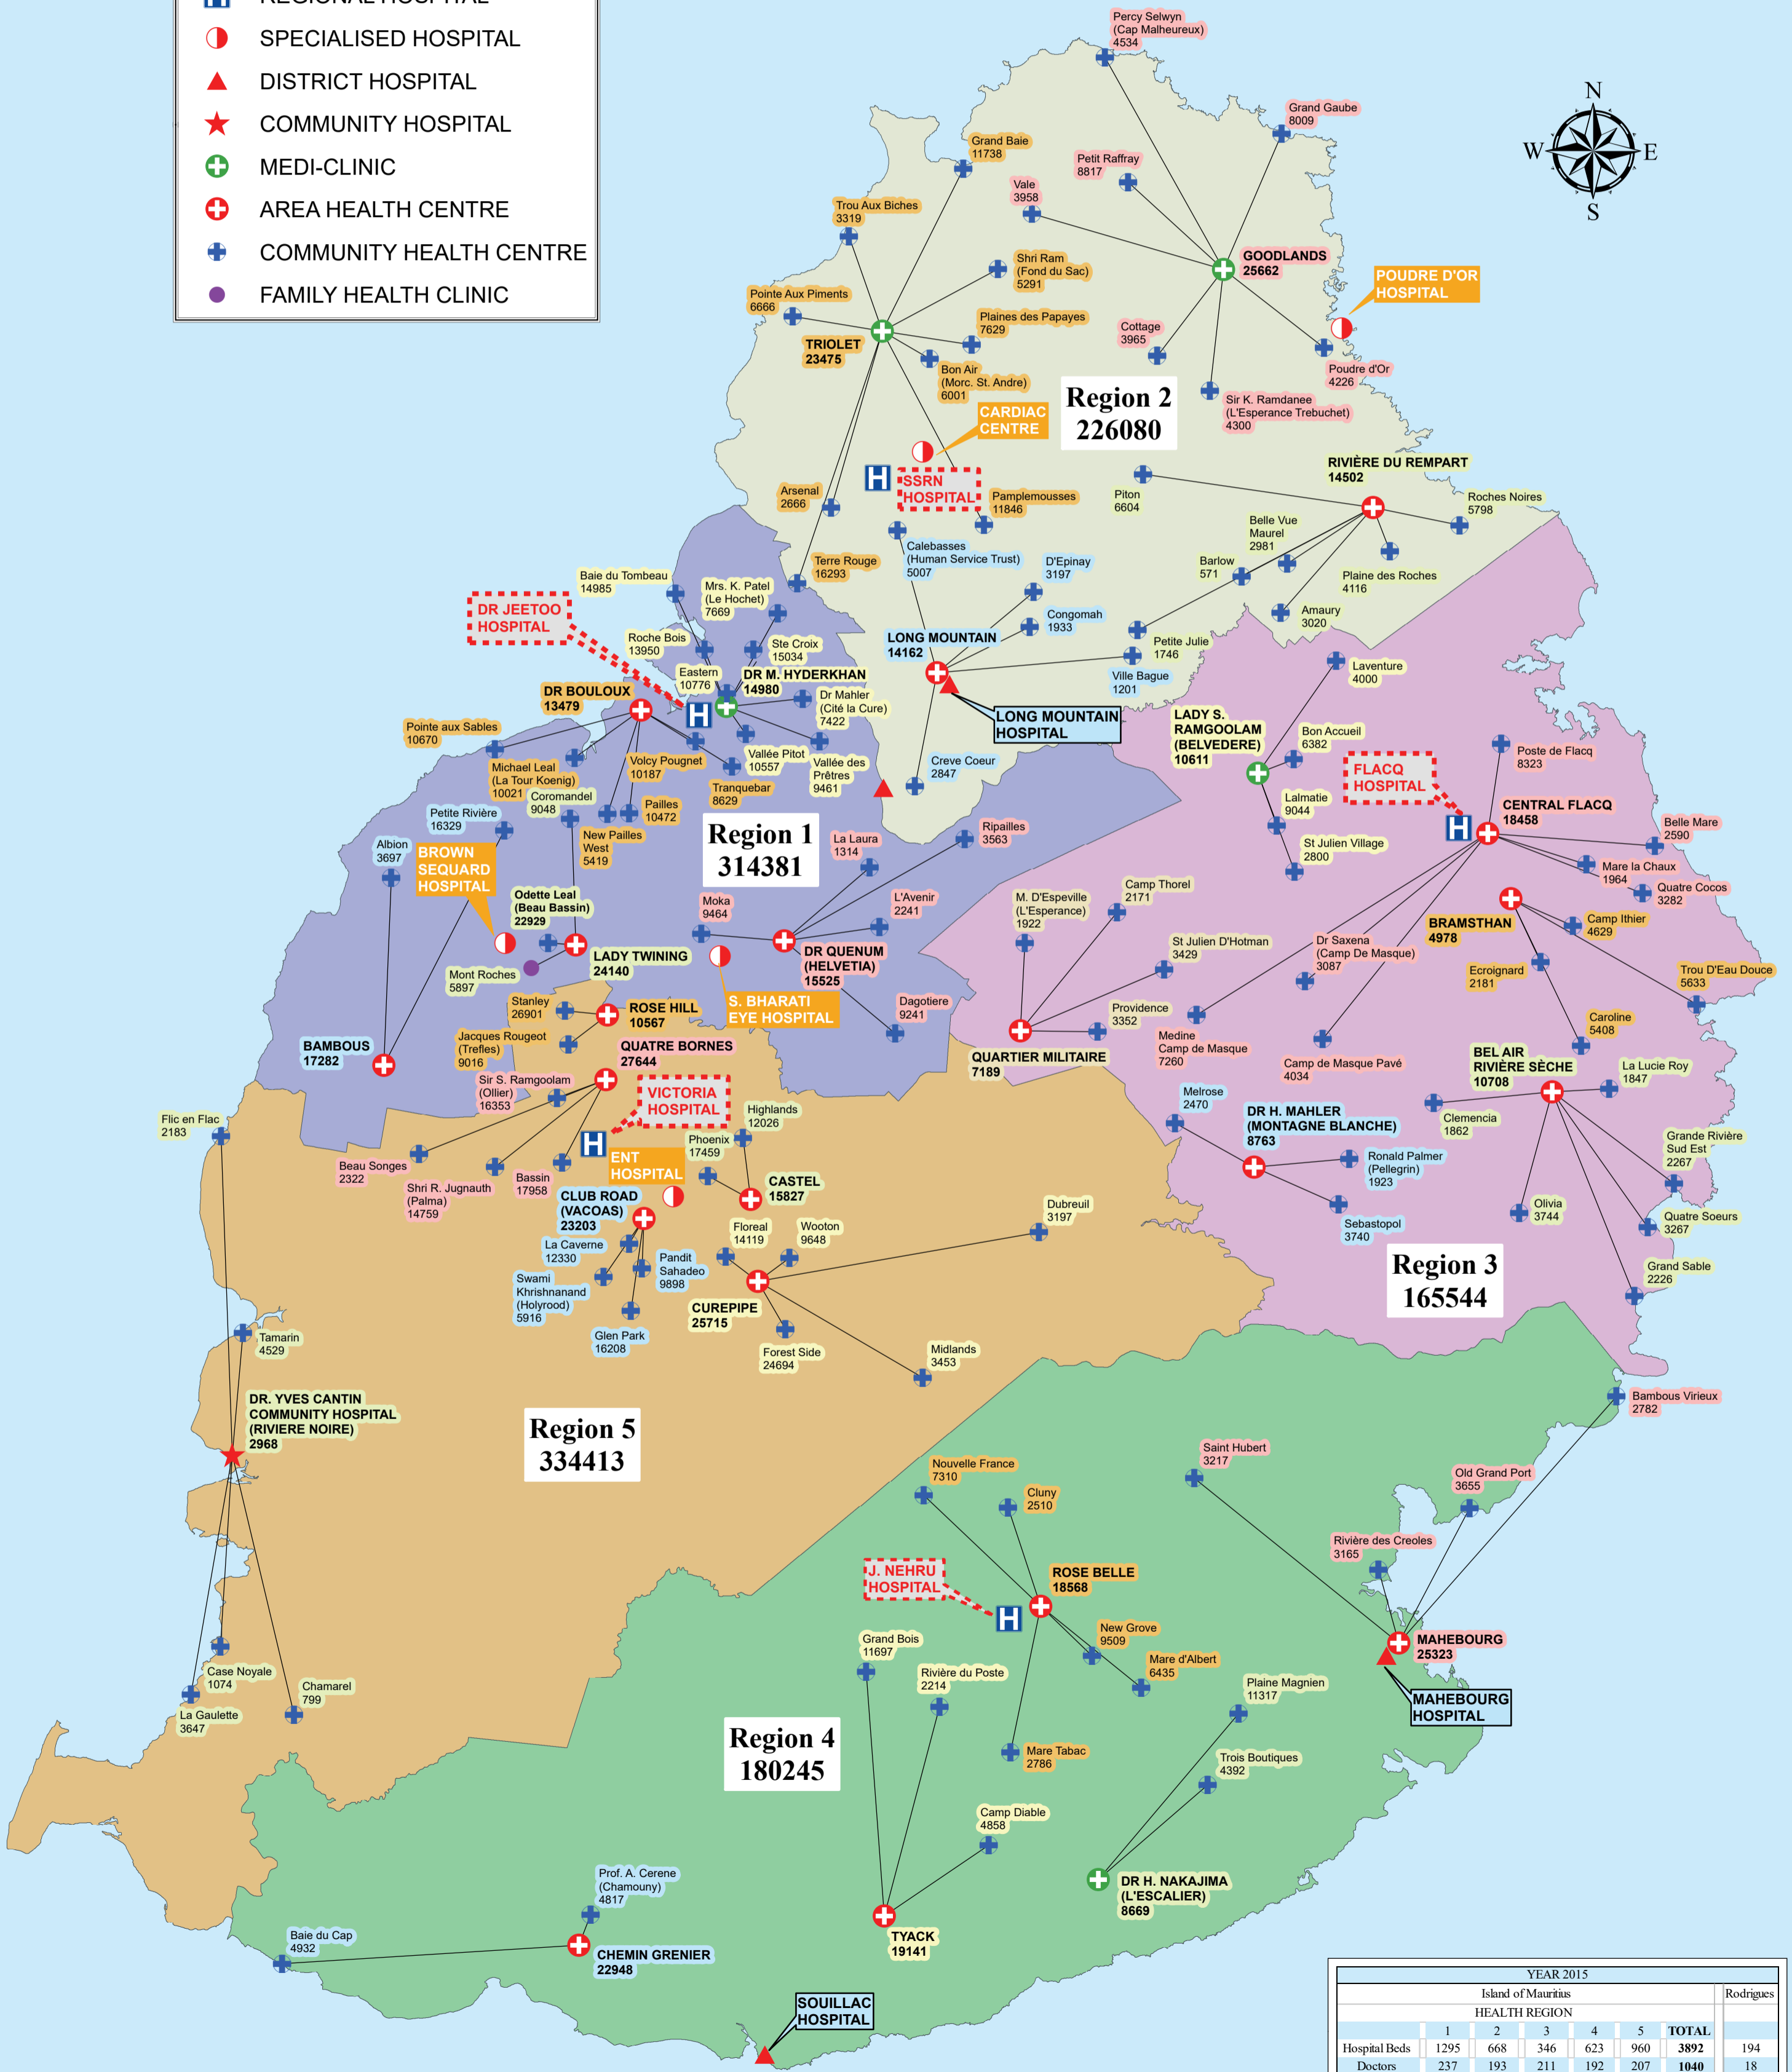 REGIONAL HOSPITAL
SPECIALISED HOSPITAL
DISTRICT HOSPITAL
COMMUNITY HOSPITAL
MEDI-CLINIC
AREA HEALTH CENTRE
COMMUNITY HEALTH CENTRE
FAMILY HEALTH CLINIC
N
W
E
S
Percy Selwyn
(Cap Malheureux)
4534
Grand Gaube
8009
Grand Baie
11738
Petit Raffray
8817
Vale
3958
Trou Aux Biches
3319
Shri Ram
(Fond du Sac)
5291
GOODLANDS
25662
POUDRE D'OR
HOSPITAL
Pointe Aux Piments
6666
Plaines des Papayes
7629
TRIOLET
23475
Cottage
3965
Bon Air
(Morc. St. Andre)
6001
Poudre d'Or
4226
Sir K. Ramdanee
(L'Esperance Trebuchet)
4300
Region 2
226080
CARDIAC
CENTRE
SSRN
HOSPITAL
Arsenal
2666
Pamplemousses
11846
RIVIÈRE DU REMPART
14502
Piton
6604
Roches Noires
5798
Belle Vue
Maurel
2981
Barlow
571
Plaine des Roches
4116
Amaury
3020
Calebasses
(Human Service Trust)
5007
D'Epinay
3197
Terre Rouge
16293
Baie du Tombeau
14985
Mrs. K. Patel
(Le Hochet)
7669
DR JEETOO
HOSPITAL
Congomah
1933
LONG MOUNTAIN
14162
Petite Julie
1746
Ville Bague
1201
Roche Bois
13950
Ste Croix
15034
Eastern
10776
DR M. HYDERKHAN
14980
DR BOULOUX
13479
Dr Mahler
(Cité la Cure)
7422
LONG MOUNTAIN
HOSPITAL
Laventure
4000
LADY S.
RAMGOOLAM
(BELVEDERE)
10611
Bon Accueil
6382
FLACQ
HOSPITAL
Poste de Flacq
8323
Pointe aux Sables
10670
Michael Leal
(La Tour Koenig)
10021
Volcy Pougnet
10187
Vallée Pitot
10557
Vallée des
Prêtres
9461
Creve Coeur
2847
Tranquebar
8629
Coromandel
9048
Pailles
10472
New Pailles
West
5419
Petite Rivière
16329
Albion
3697
BROWN
SEQUARD
HOSPITAL
Region 1
314381
La Laura
1314
Ripailles
3563
Lalmatie
9044
St Julien Village
2800
CENTRAL FLACQ
18458
Belle Mare
2590
Mare la Chaux
1964
Quatre Cocos
3282
Odette Leal
(Beau Bassin)
22929
Moka
9464
L'Avenir
2241
M. D'Espeville
(L'Esperance)
1922
Camp Thorel
2171
BRAMSTHAN
4978
Camp Ithier
4629
LADY TWINING
24140
Mont Roches
5897
DR QUENUM
(HELVETIA)
15525
St Julien D'Hotman
3429
Dr Saxena
(Camp De Masque)
3087
Ecroignard
2181
Trou D'Eau Douce
5633
S. BHARATI
EYE HOSPITAL
Dagotiere
9241
Stanley
26901
ROSE HILL
10567
Jacques Rougeot
(Trefles)
9016
Providence
3352
QUARTIER MILITAIRE
7189
Medine
Camp de Masque
7260
Camp de Masque Pavé
4034
Caroline
5408
BAMBOUS
17282
QUATRE BORNES
27644
Sir S. Ramgoolam
(Ollier)
16353
VICTORIA
HOSPITAL
BEL AIR
RIVIÈRE SÈCHE
10708
La Lucie Roy
1847
Clemencia
1862
Melrose
2470
DR H. MAHLER
(MONTAGNE BLANCHE)
8763
Flic en Flac
2183
Highlands
12026
Phoenix
17459
ENT
HOSPITAL
Beau Songes
2322
Shri R. Jugnauth
(Palma)
14759
Bassin
17958
CASTEL
15827
Ronald Palmer
(Pellegrin)
1923
Grande Rivière
Sud Est
2267
CLUB ROAD
(VACOAS)
23203
Sebastopol
3740
Olivia
3744
Quatre Soeurs
3267
Dubreuil
3197
Floreal
14119
Wooton
9648
La Caverne
12330
Pandit
Sahadeo
9898
Swami
Khrishnanand
(Holyrood)
5916
Glen Park
16208
CUREPIPE
25715
Forest Side
24694
Midlands
3453
Region 3
165544
Grand Sable
2226
Tamarin
4529
DR. YVES CANTIN
COMMUNITY HOSPITAL
(RIVIERE NOIRE)
2968
Region 5
334413
Bambous Virieux
2782
Nouvelle France
7310
Cluny
2510
Saint Hubert
3217
Old Grand Port
3655
Rivière des Creoles
3165
J. NEHRU
HOSPITAL
ROSE BELLE
18568
MAHEBOURG
25323
MAHEBOURG
HOSPITAL
New Grove
9509
Mare d'Albert
6435
Grand Bois
11697
Rivière du Poste
2214
Plaine Magnien
11317
Case Noyale
1074
Chamarel
799
La Gaulette
3647
Region 4
180245
Mare Tabac
2786
Trois Boutiques
4392
Camp Diable
4858
DR H. NAKAJIMA
(L'ESCALIER)
8669
Prof. A. Cerene
(Chamouny)
4817
Baie du Cap
4932
CHEMIN GRENIER
22948
TYACK
19141
SOUILLAC
HOSPITAL
YEAR 2015
Island of Mauritius Rodrigues
HEALTH REGION
1 2 3 4 5 TOTAL
Hospital Beds 1295 668 346 623 960 3892 194
Doctors 237 193 211 192 207 1040 18